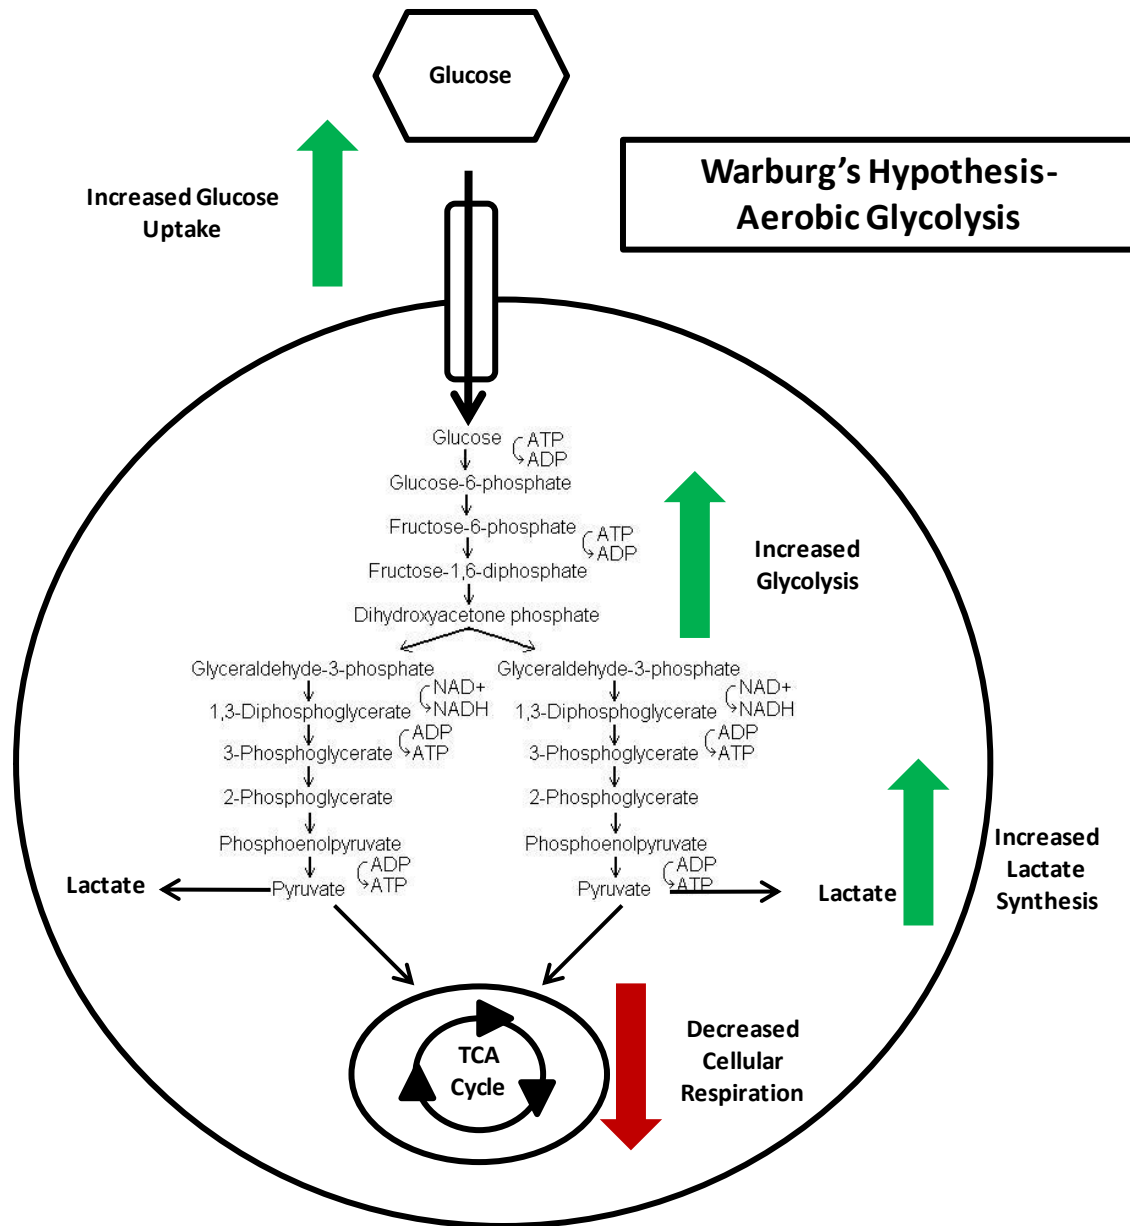 Glucose
Warburg's Hypothesis-
Aerobic Glycolysis
Increased Glucose
Uptake
Glucose
ATP
ADP
Glucose-6-phosphate
Fructose-6-phosphate
ATP
ADP
Fructose-1,6-diphosphate
Dihydroxyacetone phosphate
Increased
Glycolysis
Glyceraldehyde-3-phosphate
NAD+
NADH
1,3-Diphosphoglycerate
ADP
ATP
3-Phosphoglycerate
2-Phosphoglycerate
Phosphoenolpyruvate
ADP
ATP
Pyruvate
Lactate
Glyceraldehyde-3-phosphate
NAD+
NADH
1,3-Diphosphoglycerate
ADP
ATP
3-Phosphoglycerate
2-Phosphoglycerate
Phosphoenolpyruvate
ADP
ATP
Pyruvate
Lactate
Increased
Lactate
Synthesis
TCA
Cycle
Decreased
Cellular
Respiration